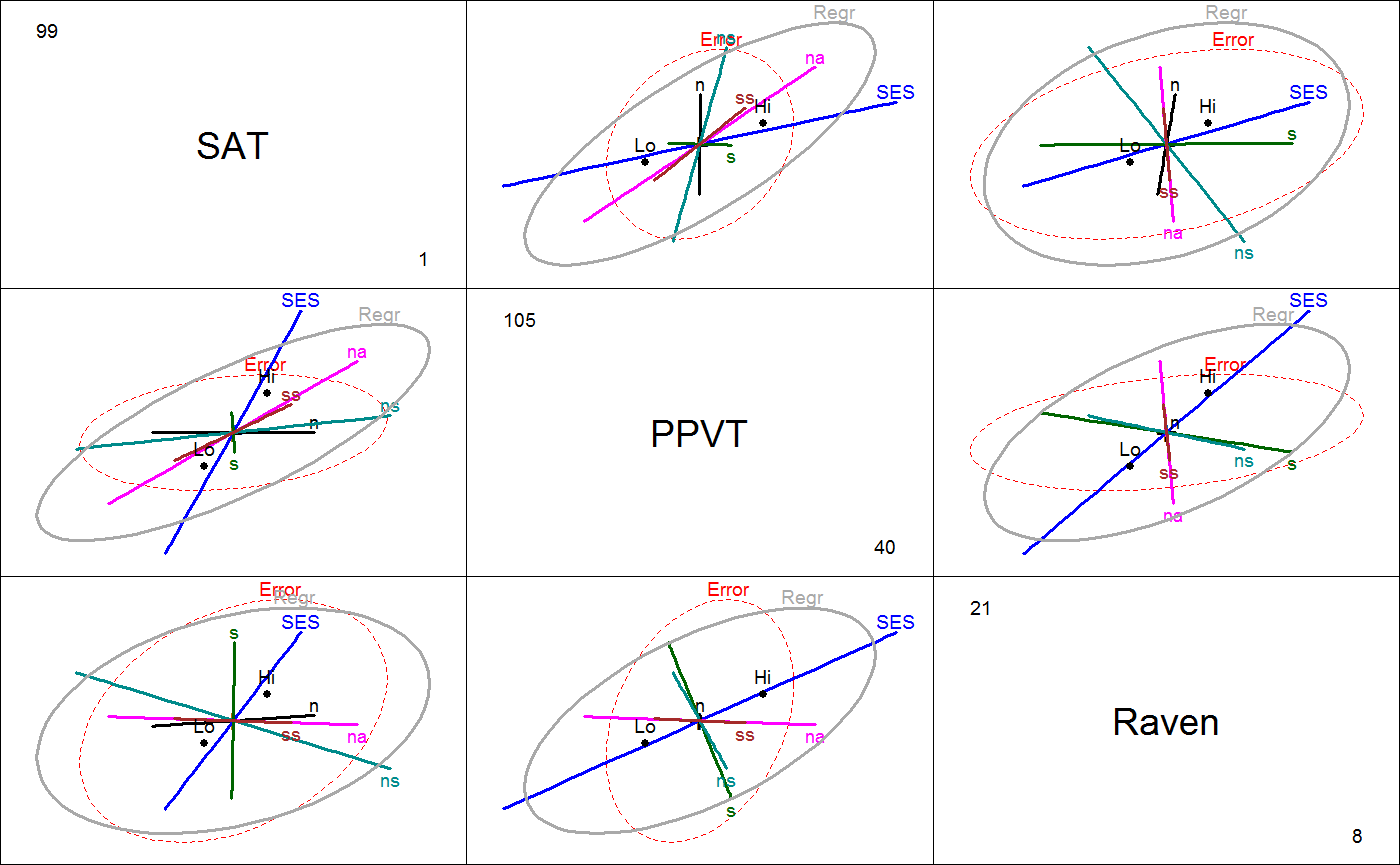 99
SAT
1
Regr
Error
ns
na
SES
n
ss
Hi
Lo
s
Regr
Error
SES
n
Hi
s
Lo
ss
na
ns
SES
Regr
na
Error
Hi
ss
ns
n
Lo
s
105
PPVT
40
SES
Regr
Error
Hi
n
Lo
ns
s
ss
na
Error
Regr
SES
s
Hi
n
Lo
ss
na
ns
Error
Regr
SES
Hi
n
Lo
ss
na
ns
s
21
Raven
8